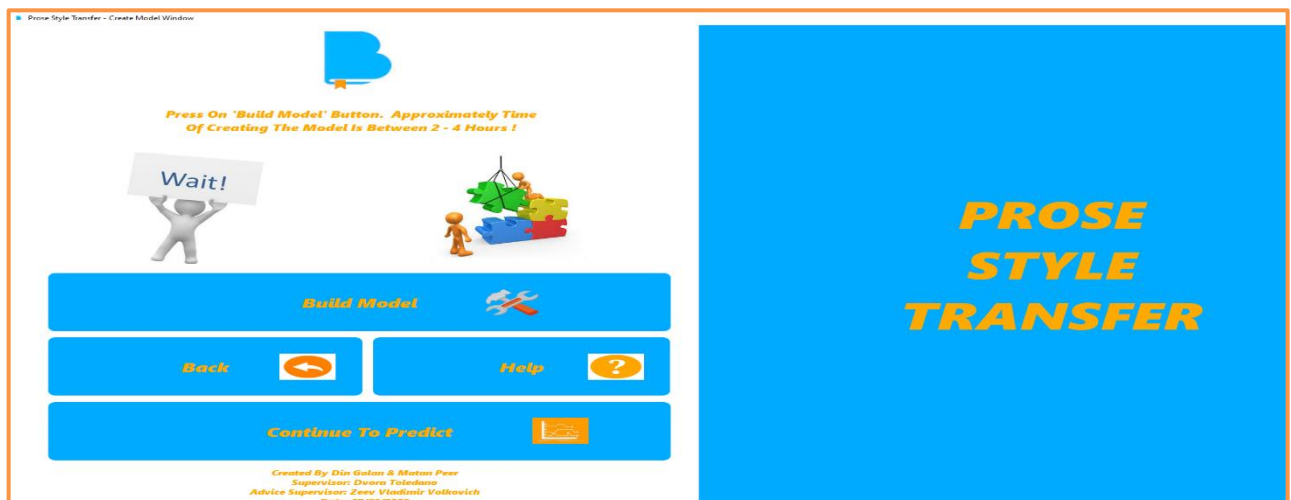 Prose Style Transfer - Create Model Window
Press On 'Build Model' Button. Approximately Time
Of Creating The Model Is Between 2 - 4 Hours !
Wait!
Build Model
Back
Help
?
Continue To Predict
Created By Din Golan & Matan Peer
Supervisor: Dvora Toledano
Advice Supervisor: Zeev Vladimir Volkovich
PROSE
STYLE
TRANSFER